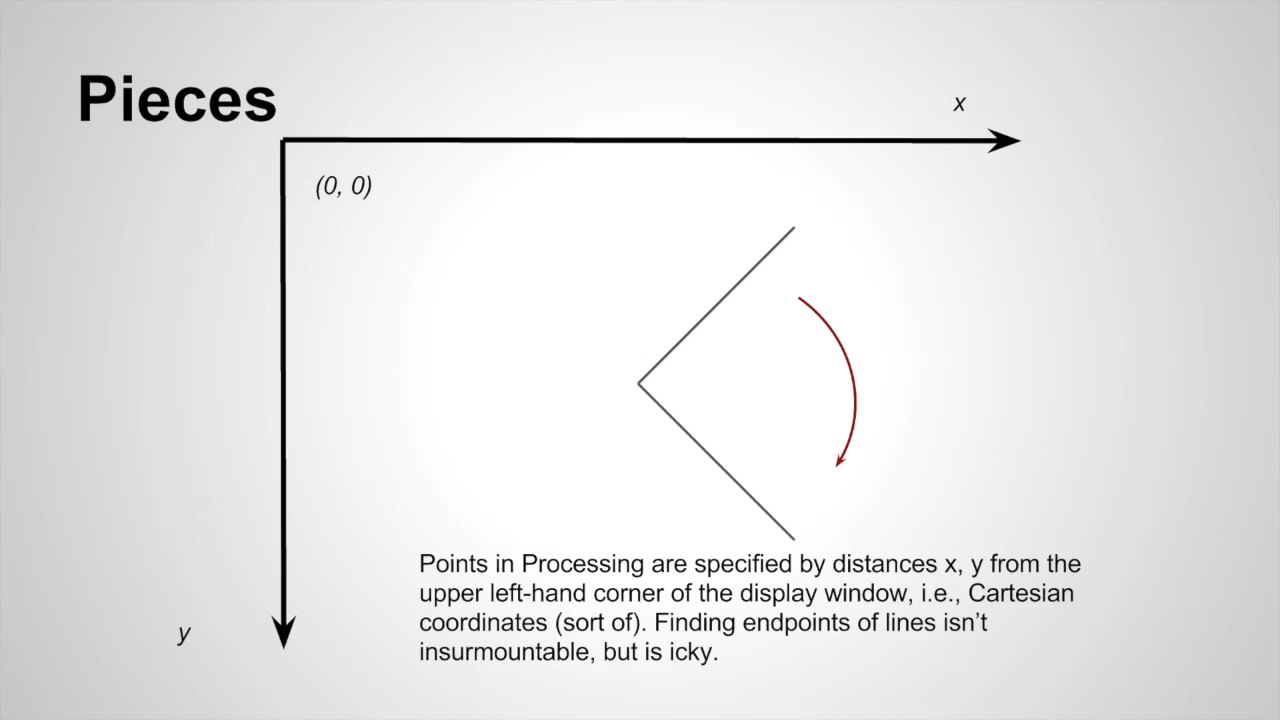 Pieces
x
(0, 0)
Points in Processing are specified by distances x, y from the
upper left-hand corner of the display window, i.e., Cartesian
coordinates (sort of). Finding endpoints of lines isn’t
insurmountable, but is icky.
y